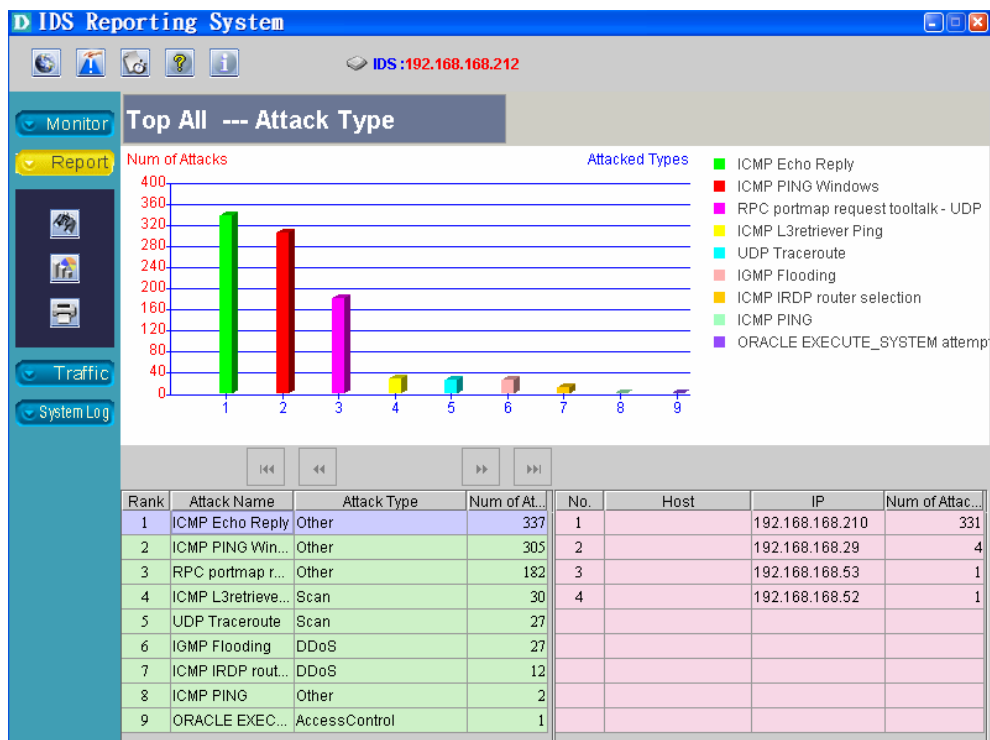 D IDS Reporting System
IDS :192.168.168.212
Monitor
Report
Traffic
System Log
Top All --- Attack Type
Num of Attacks
Attacked Types
400
360
320
280
240
200
160
120
80
40
0
1 2 3 4 5 6 7 8 9
ICMP Echo Reply
ICMP PING Windows
RPC portmap request tooltalk - UDP
ICMP L3retriever Ping
UDP Traceroute
IGMP Flooding
ICMP IRDP router selection
ICMP PING
ORACLE EXECUTE_SYSTEM attemp
Rank Attack Name Attack Type Num of At...
1 ICMP Echo Reply Other 337
2 ICMP PING Win... Other 305
3 RPC portmap r... Other 182
4 ICMP L3retrieve... Scan 30
5 UDP Traceroute Scan 27
6 IGMP Flooding DDoS 27
7 ICMP IRDP rout... DDoS 12
8 ICMP PING Other 2
9 ORACLE EXEC... AccessControl 1
No. Host IP Num of Attac...
1 192.168.168.210 331
2 192.168.168.29 4
3 192.168.168.53 1
4 192.168.168.52 1